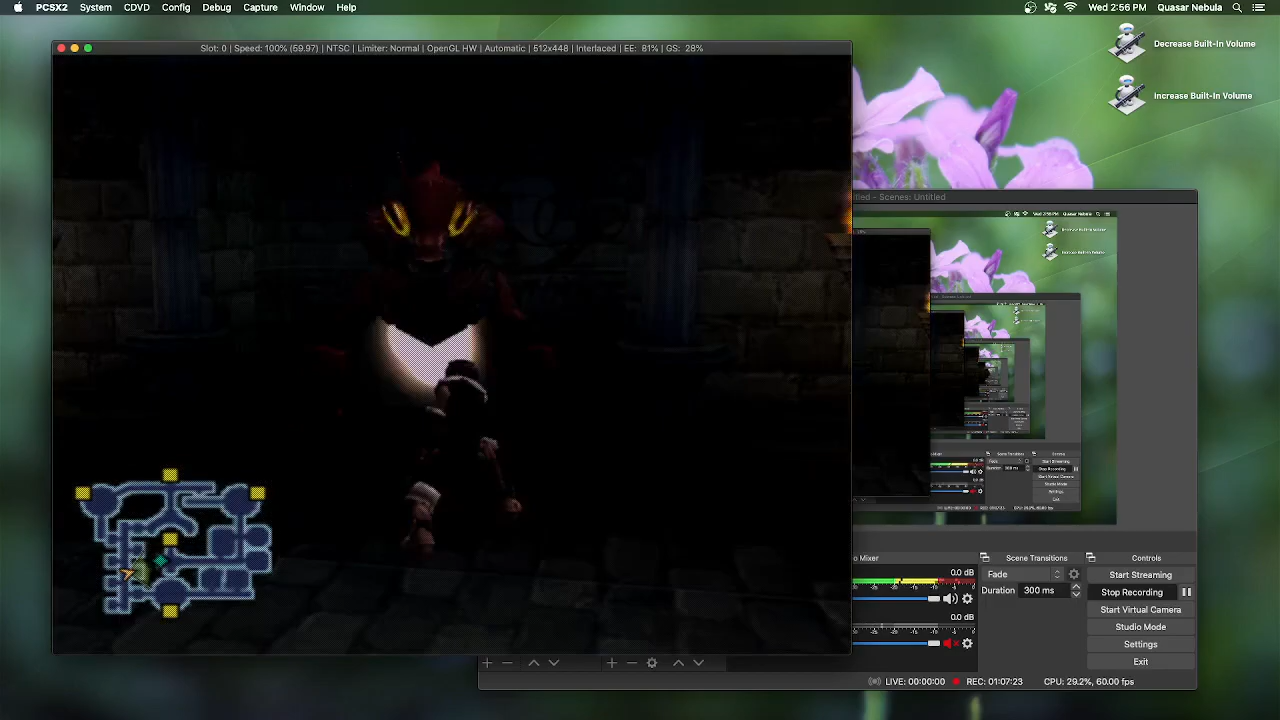 PCSX2 System CDVD Config Debug Capture Window Help Wed 2:56 PM Quasar Nebula
Slot: 0 | Speed: 100% (59.97) | NTSC | Limiter: Normal | OpenGL HW | Automatic | 512x448 | Interlaced | EE: 81% | GS: 28%
Decrease Built-In Volume
Increase Built-In Volume
- Scenes: Untitled
Mixer Scene Transitions Controls
0.0 dB
Fade
Duration 300 ms
0.0 dB
Start Streaming
Stop Recording
Start Virtual Camera
Studio Mode
Settings
Exit
LIVE: 00:00:00 REC: 01:07:23 CPU: 29.2%, 60.00 fps